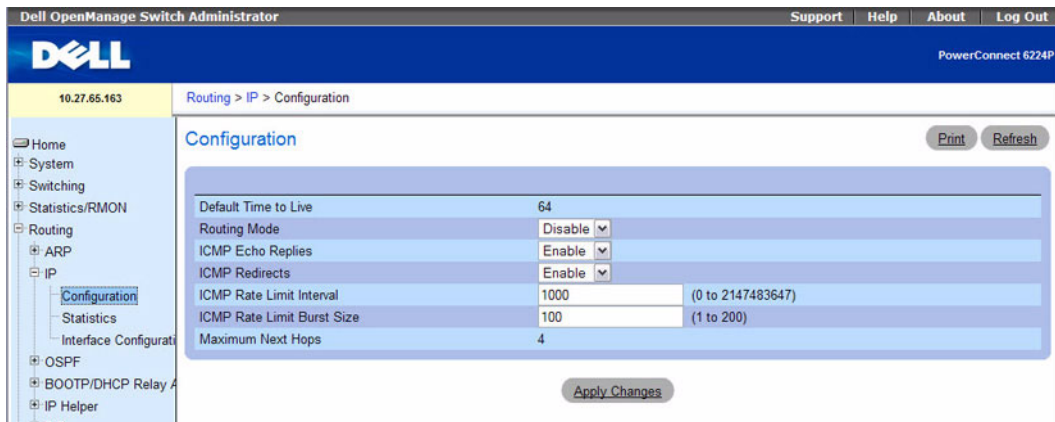 Dell OpenManage Switch Administrator Support Help About Log Out
DELL
PowerConnect 6224P
10.27.65.163 Routing > IP > Configuration
Home
System
Switching
Statistics/RMON
Routing
ARP
IP
Configuration
Statistics
Interface Configurati
OSPF
BOOTP/DHCP Relay A
IP Helper
Configuration Print Refresh
Default Time to Live 64
Routing Mode Disable
ICMP Echo Replies Enable
ICMP Redirects Enable
ICMP Rate Limit Interval 1000 (0 to 2147483647)
ICMP Rate Limit Burst Size 100 (1 to 200)
Maximum Next Hops 4
Apply Changes